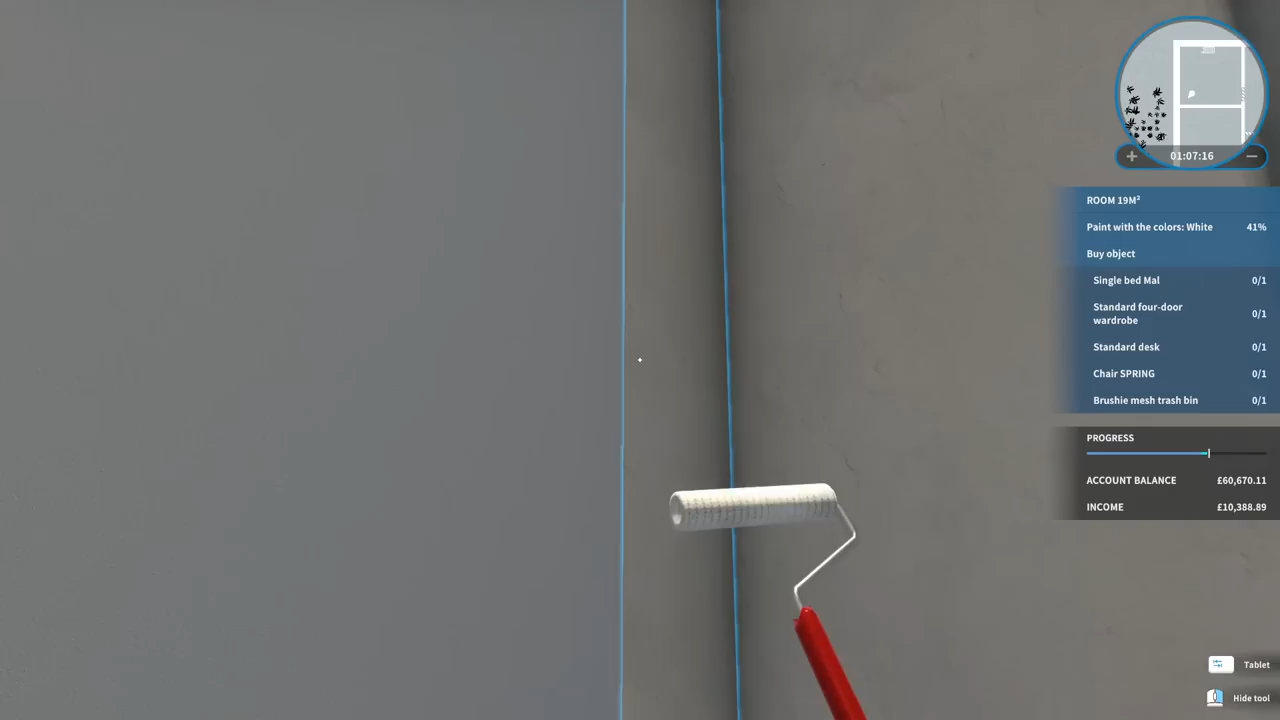 01:07:16
ROOM 19M²
Paint with the colors: White 41%
Buy object
Single bed Mal 0/1
Standard four-door
wardrobe 0/1
Standard desk 0/1
Chair SPRING 0/1
Brushie mesh trash bin 0/1
PROGRESS
ACCOUNT BALANCE £60,670.11
INCOME £10,388.89
Tablet
Hide tool